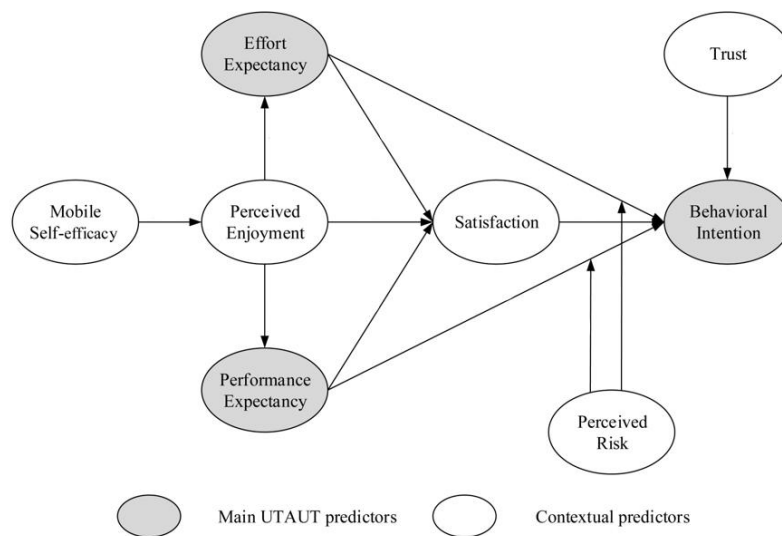 Effort
Expectancy
Trust
Mobile
Self-efficacy
Perceived
Enjoyment
Satisfaction
Behavioral
Intention
Performance
Expectancy
Perceived
Risk
Main UTAUT predictors
Contextual predictors